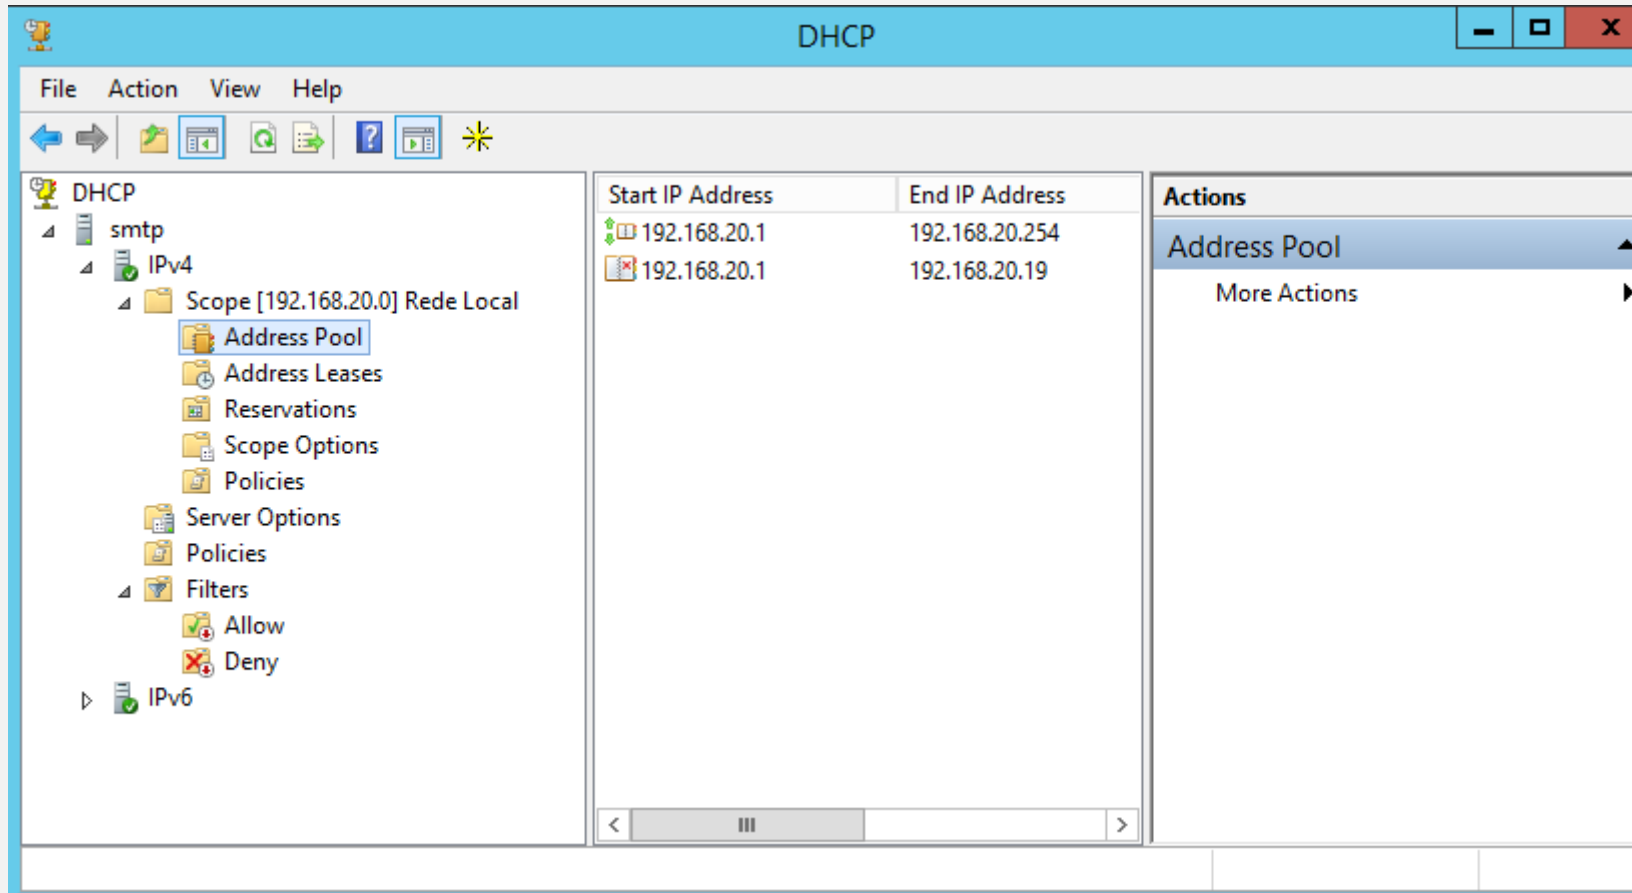 DHCP
File Action View Help
DHCP
smtp
IPv4
Scope [192.168.20.0] Rede Local
Address Pool
Address Leases
Reservations
Scope Options
Policies
Server Options
Policies
Filters
Allow
Deny
IPv6
Start IP Address End IP Address
192.168.20.1 192.168.20.254
192.168.20.1 192.168.20.19
Actions
Address Pool
More Actions